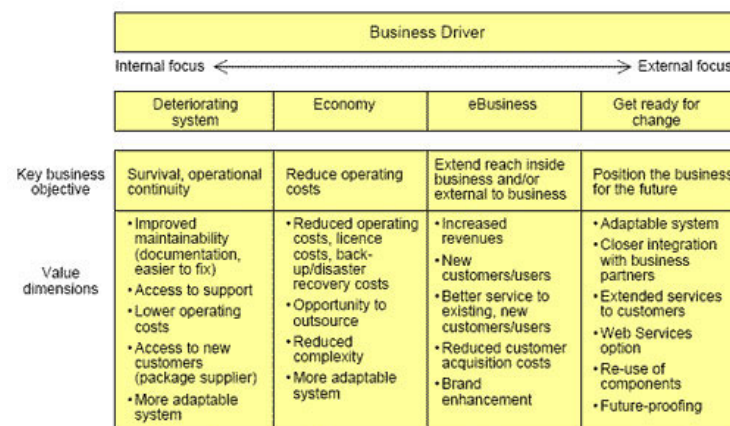 Business Driver
Internal focus
External focus
Deteriorating
system
Economy
eBusiness
Get ready for
change
Key business
objective
Survival, operational
continuity
Reduce operating
costs
Extend reach inside
business and/or
external to business
Position the business
for the future
Value
dimensions
• Improved
maintainability
(documentation,
easier to fix)
• Access to support
• Lower operating
costs
• Access to new
customers
(package supplier)
• More adaptable
system
• Reduced operating
costs, licence
costs, back-
up/disaster
recovery costs
• Opportunity to
outsource
• Reduced
complexity
• More adaptable
system
• Increased
revenues
• New
customers/users
• Better service to
existing, new
customers/users
• Reduced customer
acquisition costs
• Brand
enhancement
• Adaptable system
• Closer integration
with business
partners
• Extended services
to customers
• Web Services
option
• Re-use of
components
• Future-proofing